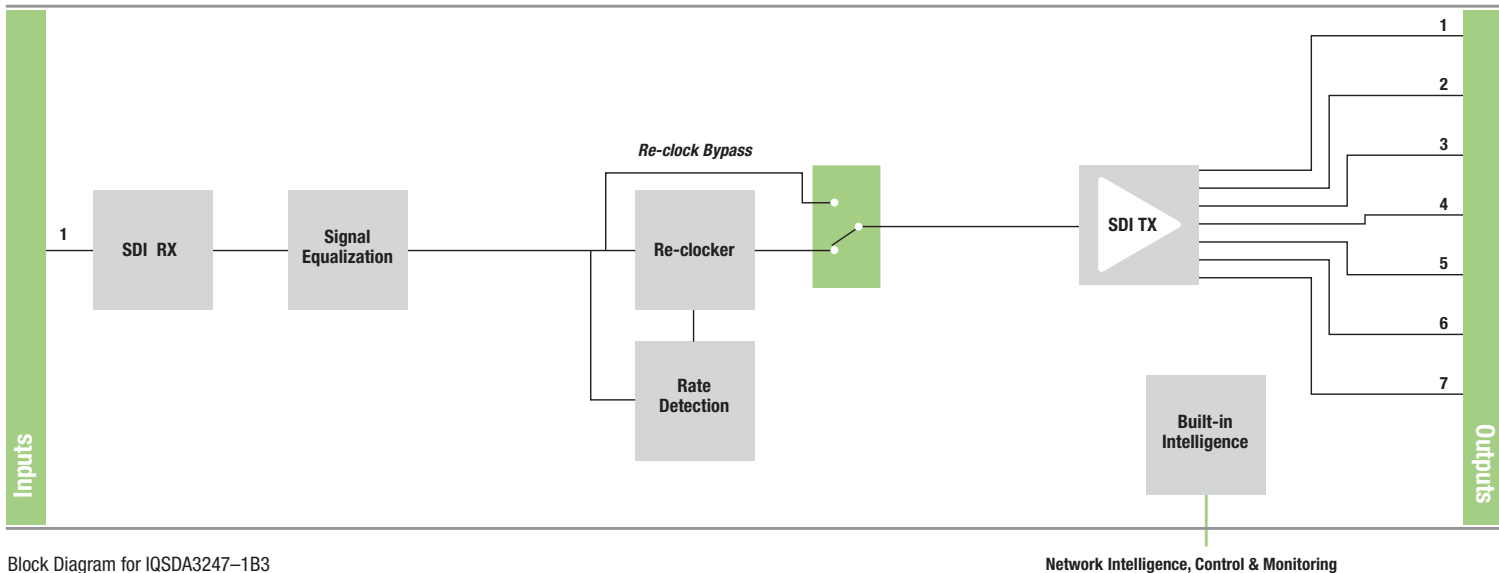 Inputs
1
SDI RX
Signal
Equalization
Re-clock Bypass
Re-clocker
Rate
Detection
SDI TX
1
2
3
4
5
6
7
Built-in
Intelligence
Outputs
Block Diagram for IQSDA3247–1B3
Network Intelligence, Control & Monitoring